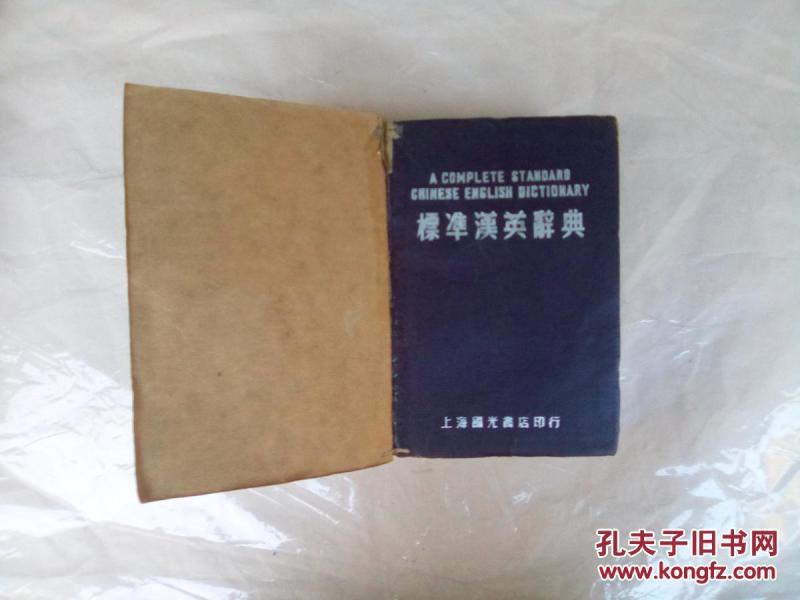 A COMPLETE STANDARD
CHINESE ENGLISH DICTIONARY
標準漢英辭典
上海國光書店印行
孔夫子旧书网
www.kongfz.com